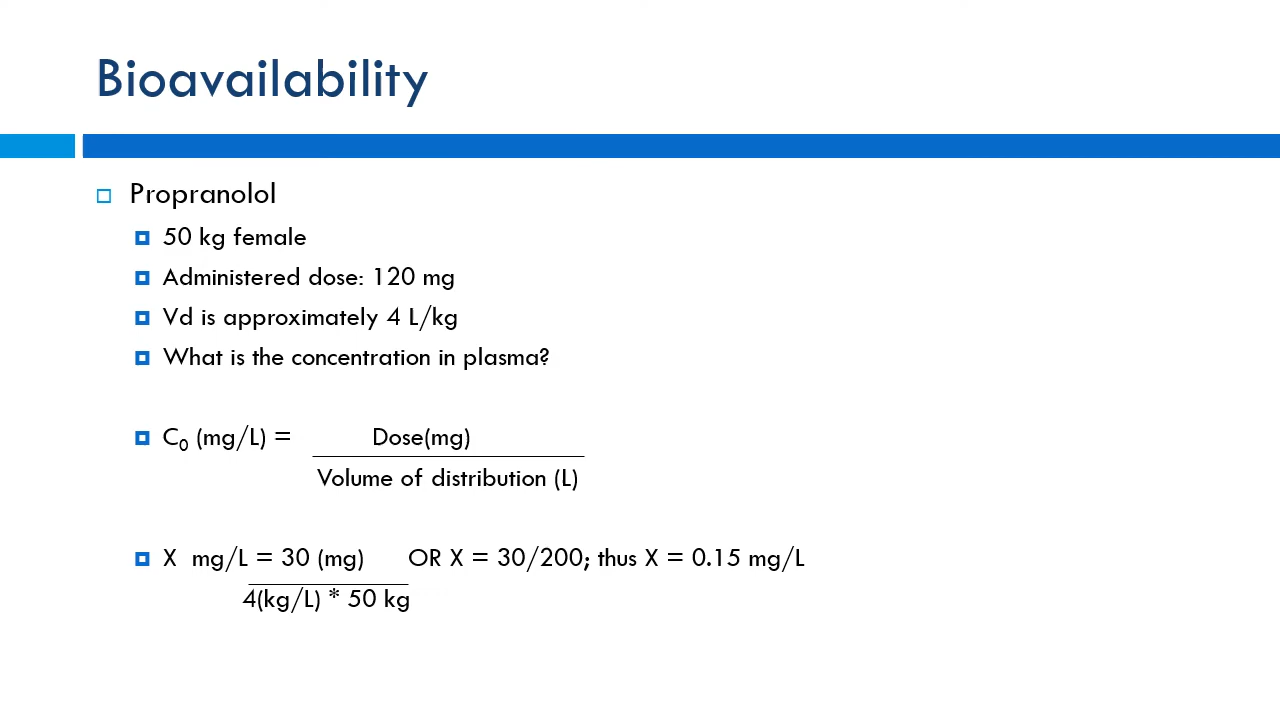 Bioavailability
Propranolol
50 kg female
Administered dose: 120 mg
Vd is approximately 4 L/kg
What is the concentration in plasma?
C0 (mg/L) = Dose(mg)
Volume of distribution (L)
X mg/L = 30 (mg) OR X = 30/200; thus X = 0.15 mg/L
4(kg/L) * 50 kg